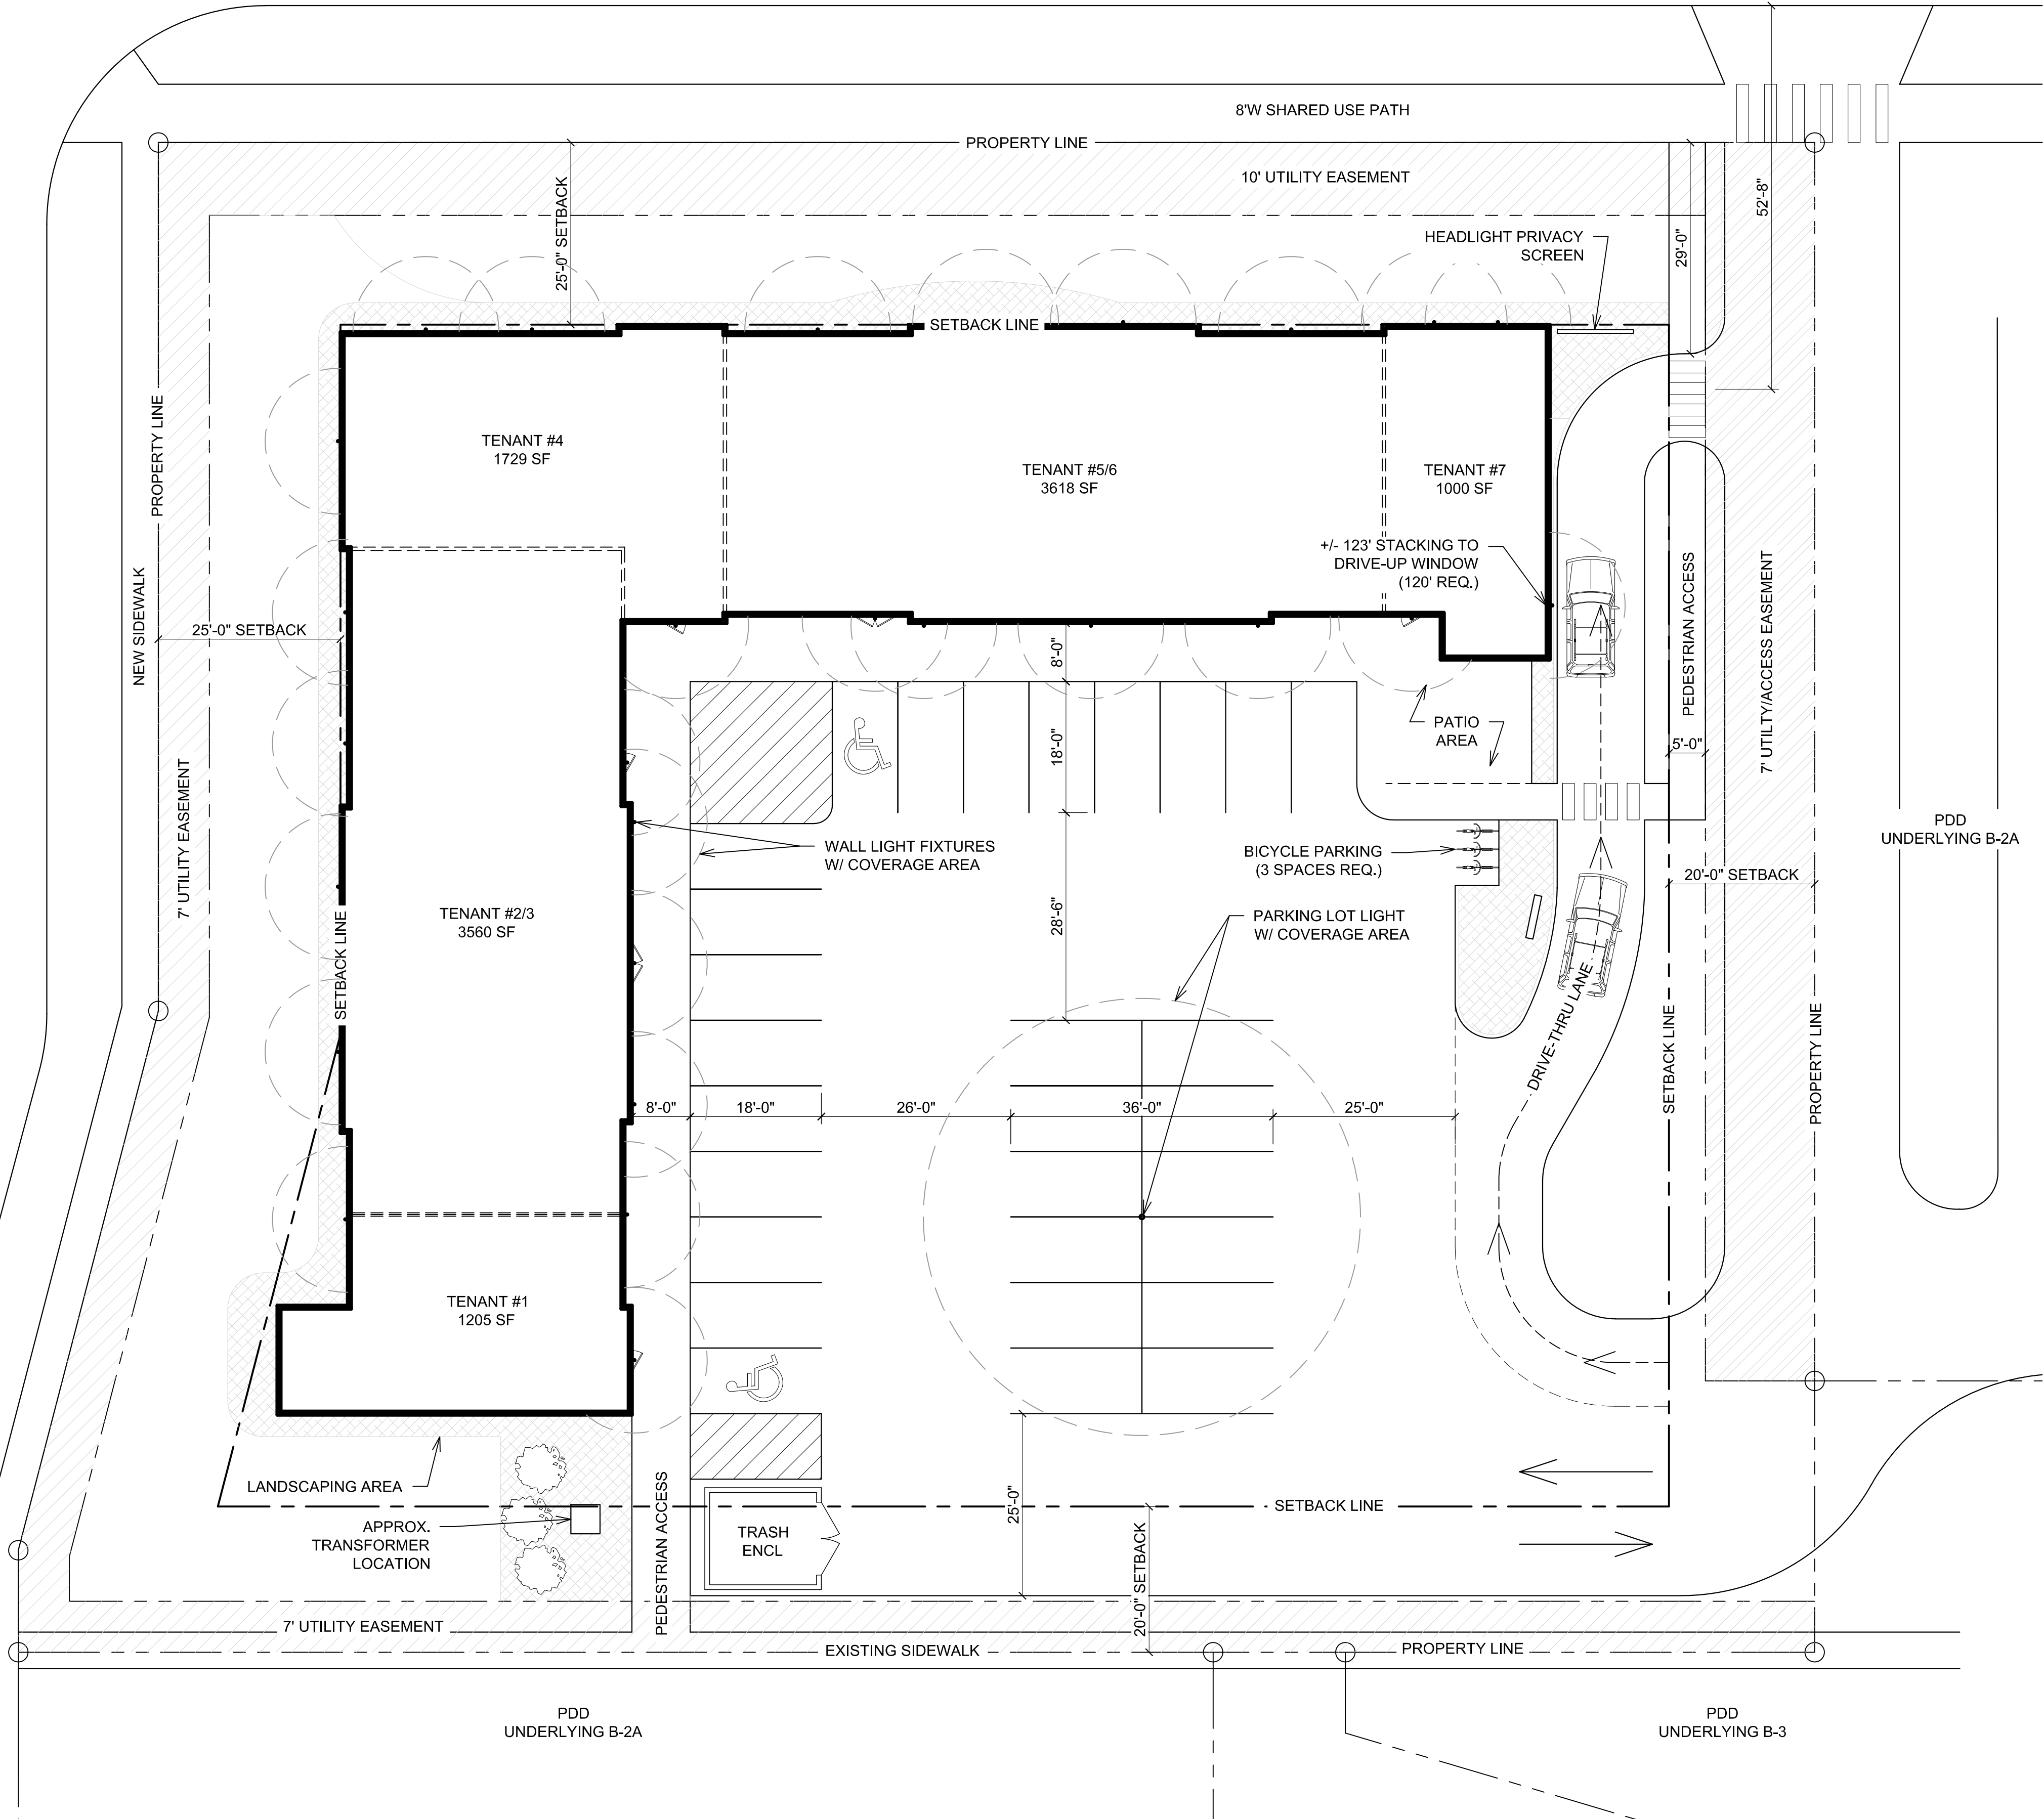 8'W SHARED USE PATH
PROPERTY LINE
10' UTILITY EASEMENT
25'-0" SETBACK
52'-8"
29'-0"
HEADLIGHT PRIVACY
SCREEN
SETBACK LINE
PROPERTY LINE
TENANT #4
1729 SF
TENANT #5/6
3618 SF
TENANT #7
1000 SF
+/- 123' STACKING TO
DRIVE-UP WINDOW
(120' REQ.)
NEW SIDEWALK
25'-0" SETBACK
8'-0"
PEDESTRIAN ACCESS
7' UTILTY/ACCESS EASEMENT
PATIO
AREA
18'-0"
5'-0"
7' UTILITY EASEMENT
WALL LIGHT FIXTURES
W/ COVERAGE AREA
BICYCLE PARKING
(3 SPACES REQ.)
PDD
UNDERLYING B-2A
20'-0" SETBACK
TENANT #2/3
3560 SF
SETBACK LINE
28'-6"
PARKING LOT LIGHT
W/ COVERAGE AREA
DRIVE-THRU LANE
SETBACK LINE
PROPERTY LINE
8'-0"
18'-0"
26'-0"
36'-0"
25'-0"
TENANT #1
1205 SF
LANDSCAPING AREA
25'-0"
SETBACK LINE
APPROX.
TRANSFORMER
LOCATION
PEDESTRIAN ACCESS
TRASH
ENCL
20'-0" SETBACK
7' UTILITY EASEMENT
EXISTING SIDEWALK
PROPERTY LINE
PDD
UNDERLYING B-2A
PDD
UNDERLYING B-3